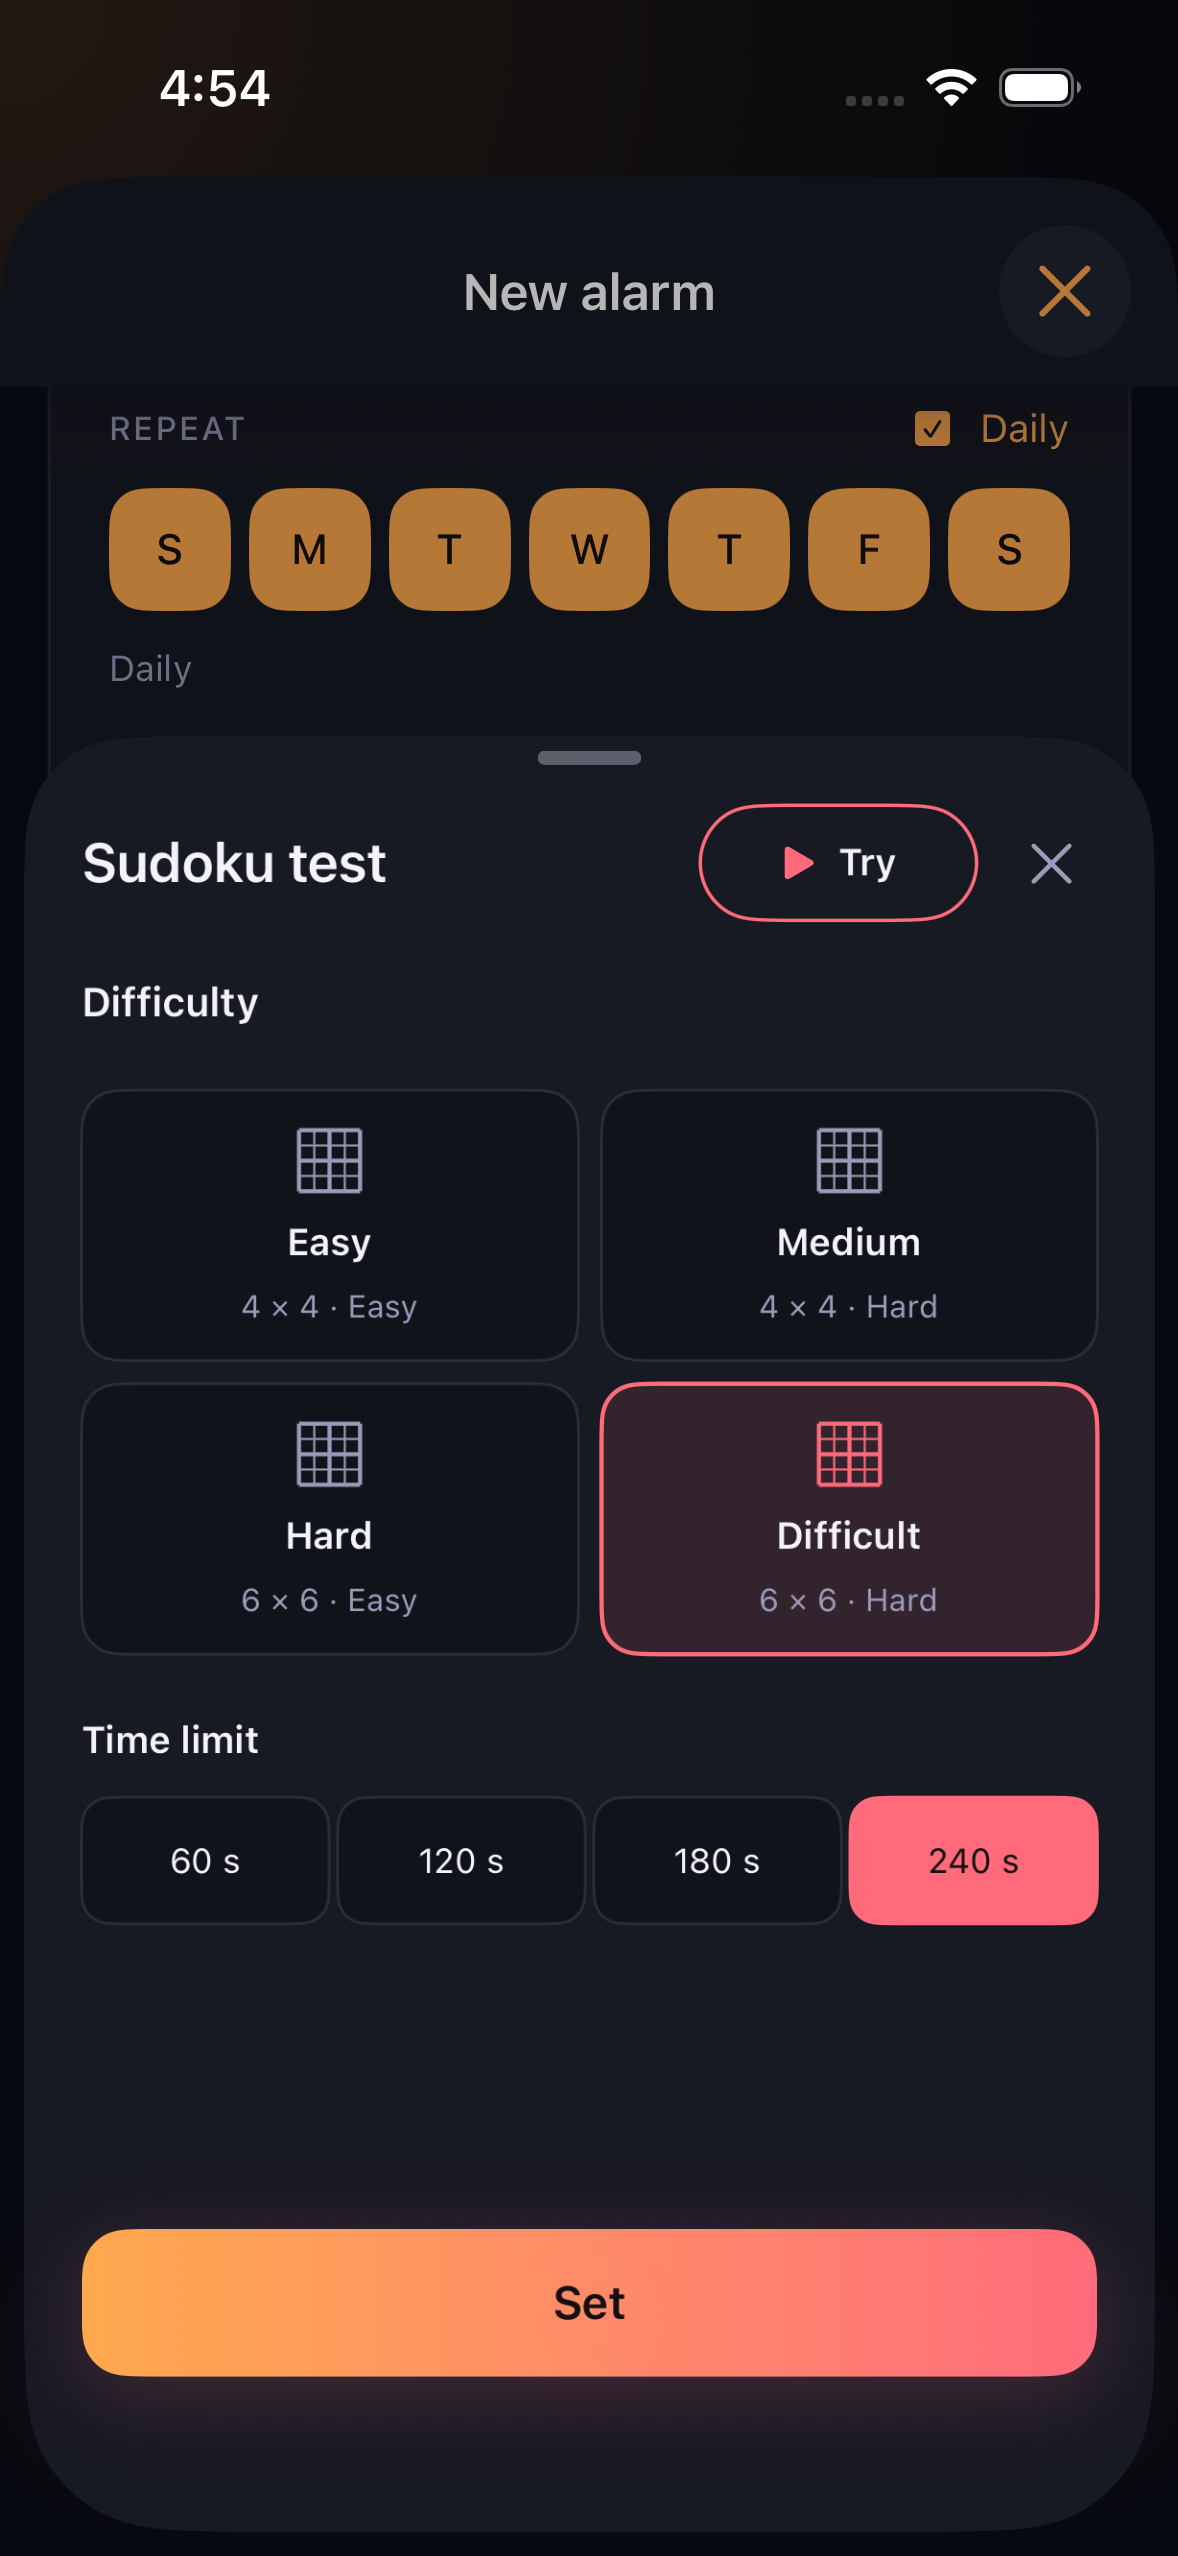 4:54
New alarm
REPEAT
Daily
S M T W T F S
Daily
Sudoku test
Try
Difficulty
Easy
4 × 4 · Easy
Medium
4 × 4 · Hard
Hard
6 × 6 · Easy
Difficult
6 × 6 · Hard
Time limit
60 s
120 s
180 s
240 s
Set